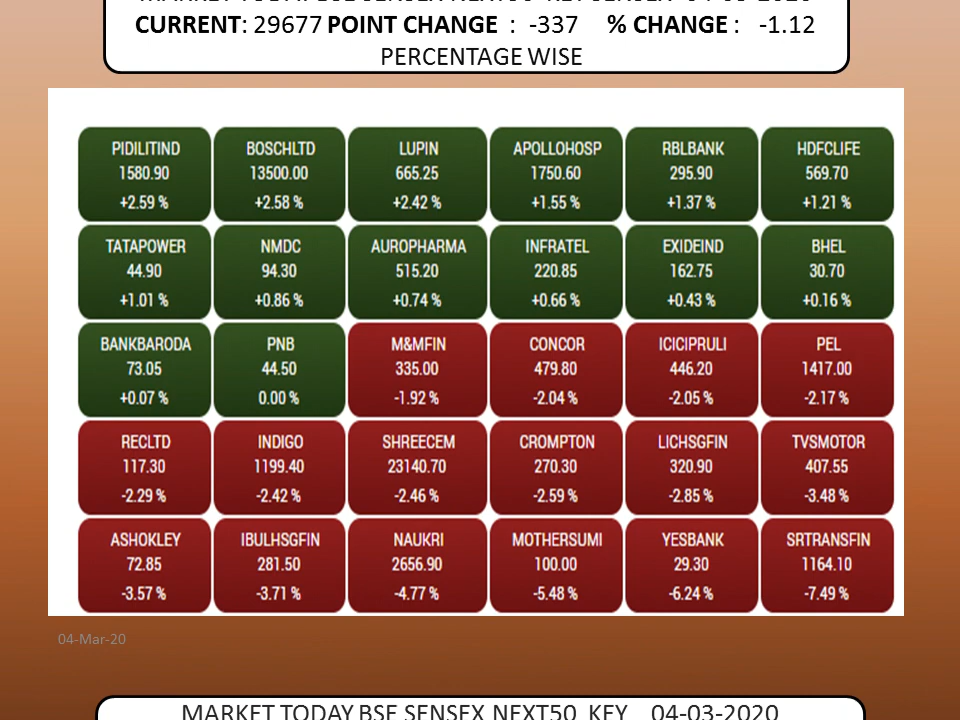 CURRENT: 29677 POINT CHANGE : -337 % CHANGE : -1.12
PERCENTAGE WISE
PIDILITIND BOSCHLTD LUPIN APOLLOHOSP RBLBANK HDFCLIFE
1580.90 13500.00 665.25 1750.60 295.90 569.70
+2.59 % +2.58 % +2.42 % +1.55 % +1.37 % +1.21 %
TATAPOWER NMDC AUROPHARMA INFRATEL EXIDEIND BHEL
44.90 94.30 515.20 220.85 162.75 30.70
+1.01 % +0.86 % +0.74 % +0.66 % +0.43 % +0.16 %
BANKBARODA PNB M&MFIN CONCOR ICICIPRULI PEL
73.05 44.50 335.00 479.80 446.20 1417.00
+0.07 % 0.00 % -1.92 % -2.04 % -2.05 % -2.17 %
RECLTD INDIGO SHREECEM CROMPTON LICHSGFIN TVSMOTOR
117.30 1199.40 23140.70 270.30 320.90 407.55
-2.29 % -2.42 % -2.46 % -2.59 % -2.85 % -3.48 %
ASHOKLEY IBULHSGFIN NAUKRI MOTHERSUMI YESBANK SRTRANSFIN
72.85 281.50 2656.90 100.00 29.30 1164.10
-3.57 % -3.71 % -4.77 % -5.48 % -6.24 % -7.49 %
04-Mar-20
MARKET TODAY BSE SENSEX NEXT50 KEY 04-03-2020